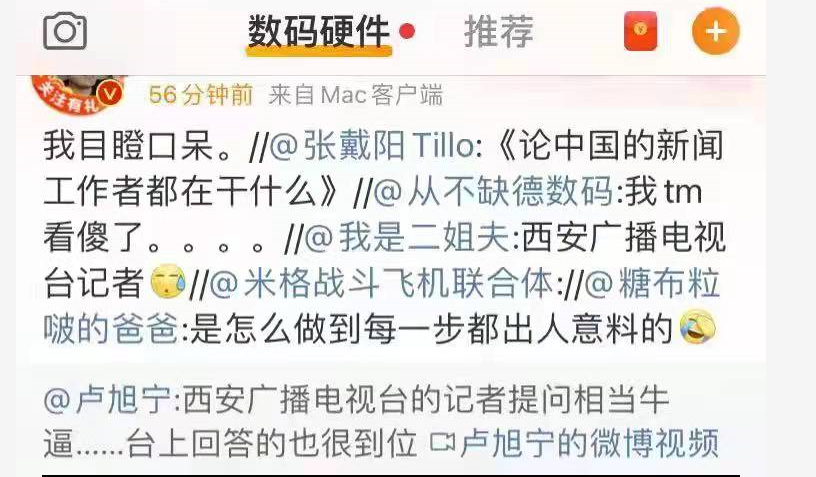 数码硬件 推荐
关注有礼
56分钟前 来自Mac客户端
我目瞪口呆。//@张戴阳Tillo:《论中国的新闻
工作者都在干什么》//@从不缺德数码:我tm
看傻了。。。。//@我是二姐夫:西安广播电视
台记者//@米格战斗飞机联合体://@糖布粒
啵的爸爸:是怎么做到每一步都出人意料的
@卢旭宁:西安广播电视台的记者提问相当牛
逼......台上回答的也很到位 卢旭宁的微博视频